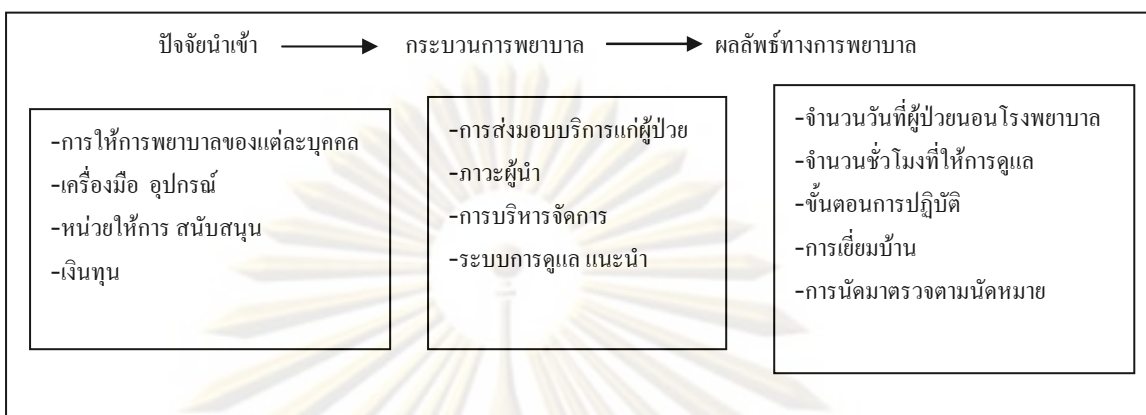 ปัจจัยนำเข้า กระบวนการพยาบาล ผลลัพธ์ทางการพยาบาล
-การให้การพยาบาลของแต่ละบุคคล
-เครื่องมือ อุปกรณ์
-หน่วยให้การ สนับสนุน
-เงินทุน
-การส่งมอบบริการแก่ผู้ป่วย
-ภาวะผู้นำ
-การบริหารจัดการ
-ระบบการดูแล แนะนำ
-จำนวนวันที่ผู้ป่วยนอนโรงพยาบาล
-จำนวนชั่วโมงที่ให้การดูแล
-ขั้นตอนการปฏิบัติ
-การเยี่ยมบ้าน
-การนัดมาตรวจตามนัดหมาย